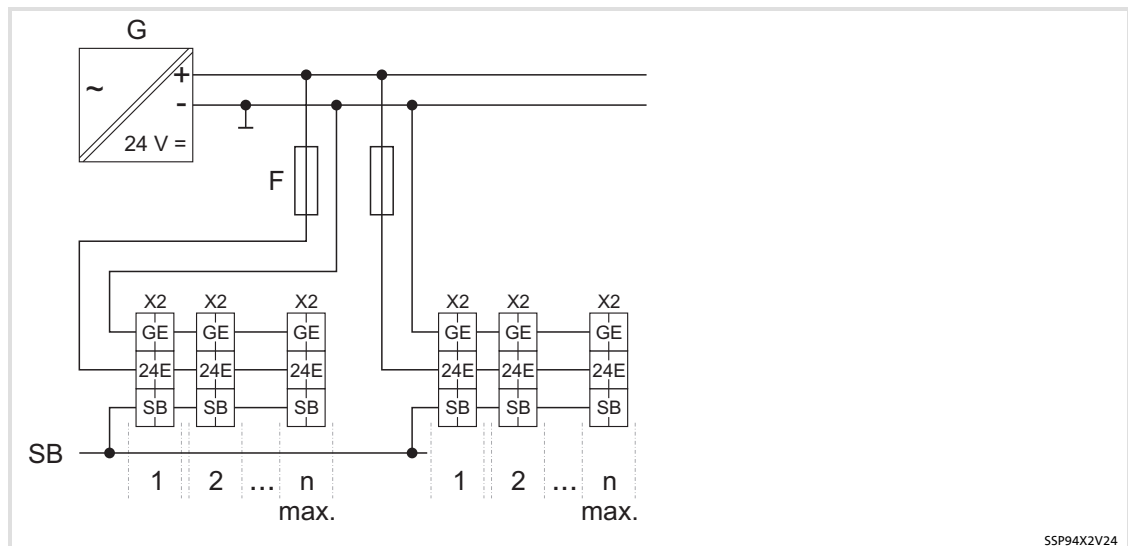 G
~
+
-
24 V =
F
X2 X2 X2 X2 X2 X2
GE GE GE GE GE GE
24E 24E 24E 24E 24E 24E
SB SB SB SB SB SB
SB
1 2 ... n 1 2 ... n
max. max.
SSP94X2V24